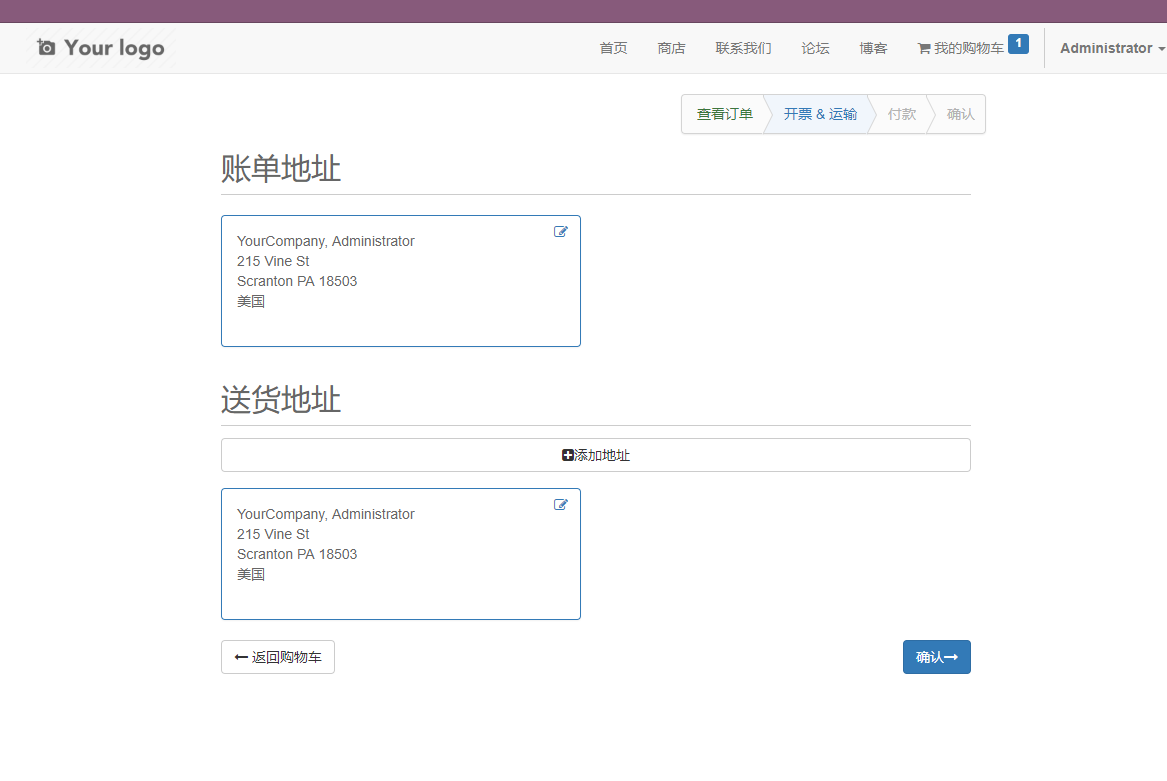 Your logo
首页 商店 联系我们 论坛 博客 我的购物车 1 Administrator
查看订单 开票 & 运输 付款 确认
账单地址
YourCompany, Administrator
215 Vine St
Scranton PA 18503
美国
送货地址
添加地址
YourCompany, Administrator
215 Vine St
Scranton PA 18503
美国
返回购物车
确认